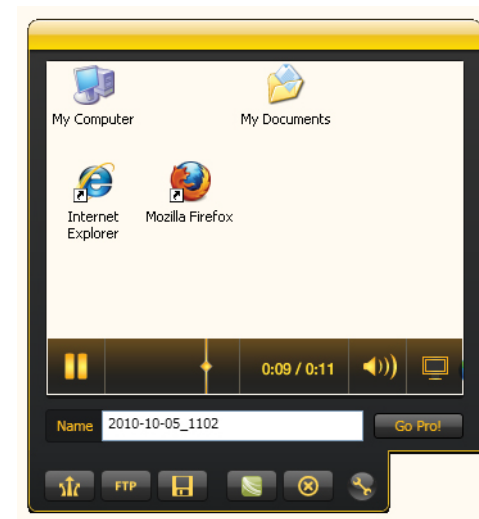 My Computer
My Documents
Internet
Explorer
Mozilla Firefox
0:09 / 0:11
Name
2010-10-05_1102
Go Pro!
FTP